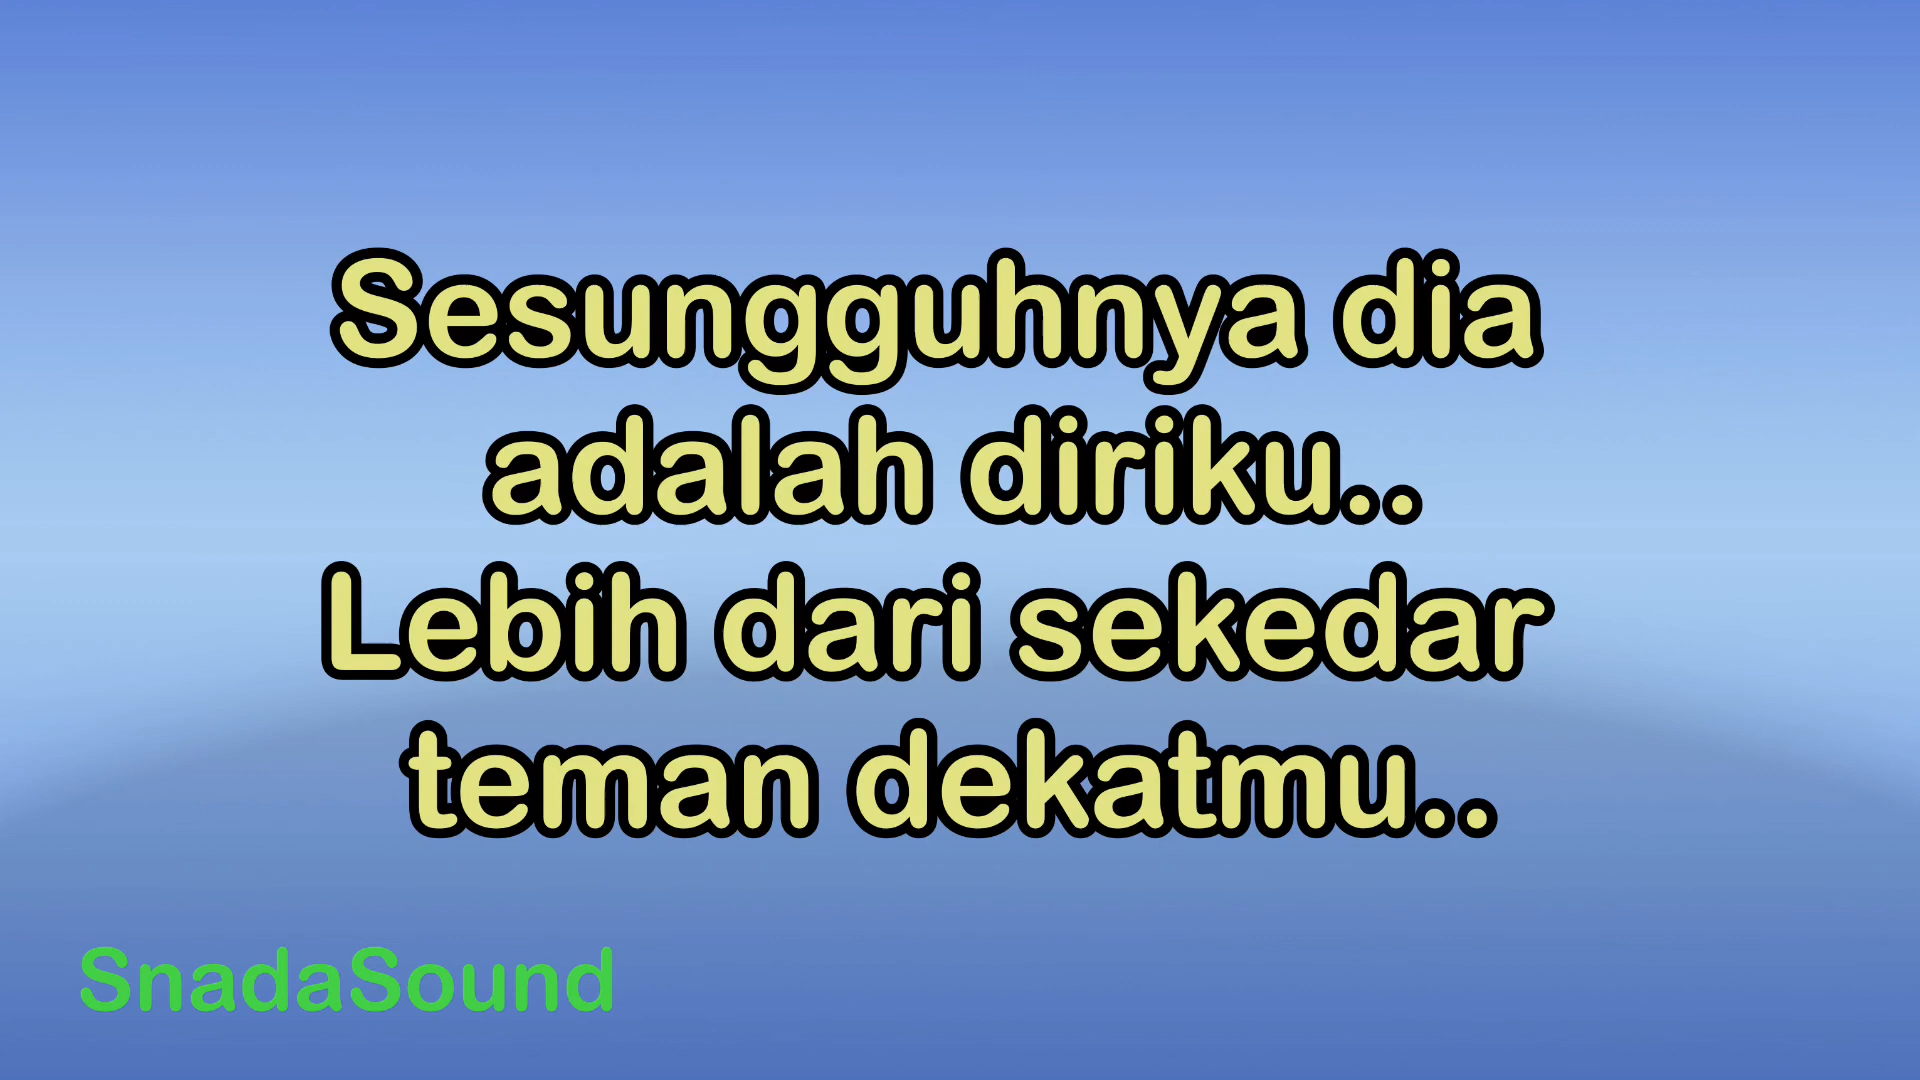 Sesungguhnya dia
adalah diriku..
Lebih dari sekedar
teman dekatmu..
SnadaSound